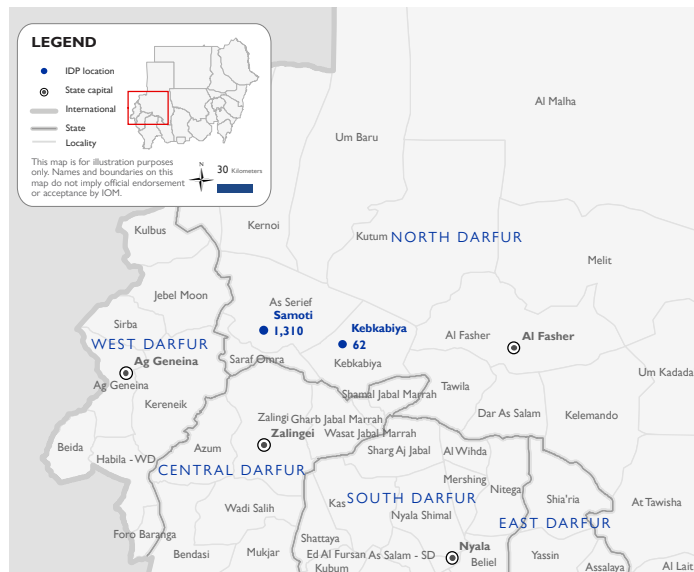 LEGEND
IDP location
State capital
International
State
Locality
This map is for illustration purposes
only. Names and boundaries on this
map do not imply official endorsement
or acceptance by IOM.
N
30 Kilometers
Al Malha
Um Baru
Kernoi
Kulbus
Kutum
NORTH DARFUR
Melit
Jebel Moon
As Serief
Samoti
1,310
Kebkabiya
62
Kebkabiya
Sirba
WEST DARFUR
Ag Geneina
Ag Geneina
Saraf Omra
Al Fasher
Al Fasher
Um Kadada
Kereneik
Shamal Jabal Marrah
Tawila
Dar As Salam
Kelemando
Zalingi
Gharb Jabal Marrah
Zalingei
Wasat Jabal Marrah
Beida
Habila - WD
Azum
Sharg Aj Jabal
Al Wihda
CENTRAL DARFUR
Mershing
Nitega
Shia'ria
At Tawisha
Kas
SOUTH DARFUR
Wadi Salih
Nyala Shimal
EAST DARFUR
Foro Baranga
Shattaya
Bendasi
Mukjar
Ed Al Fursan
As Salam - SD
Nyala
Beliel
Yassin
Kubum
Assalaya
Al Lait